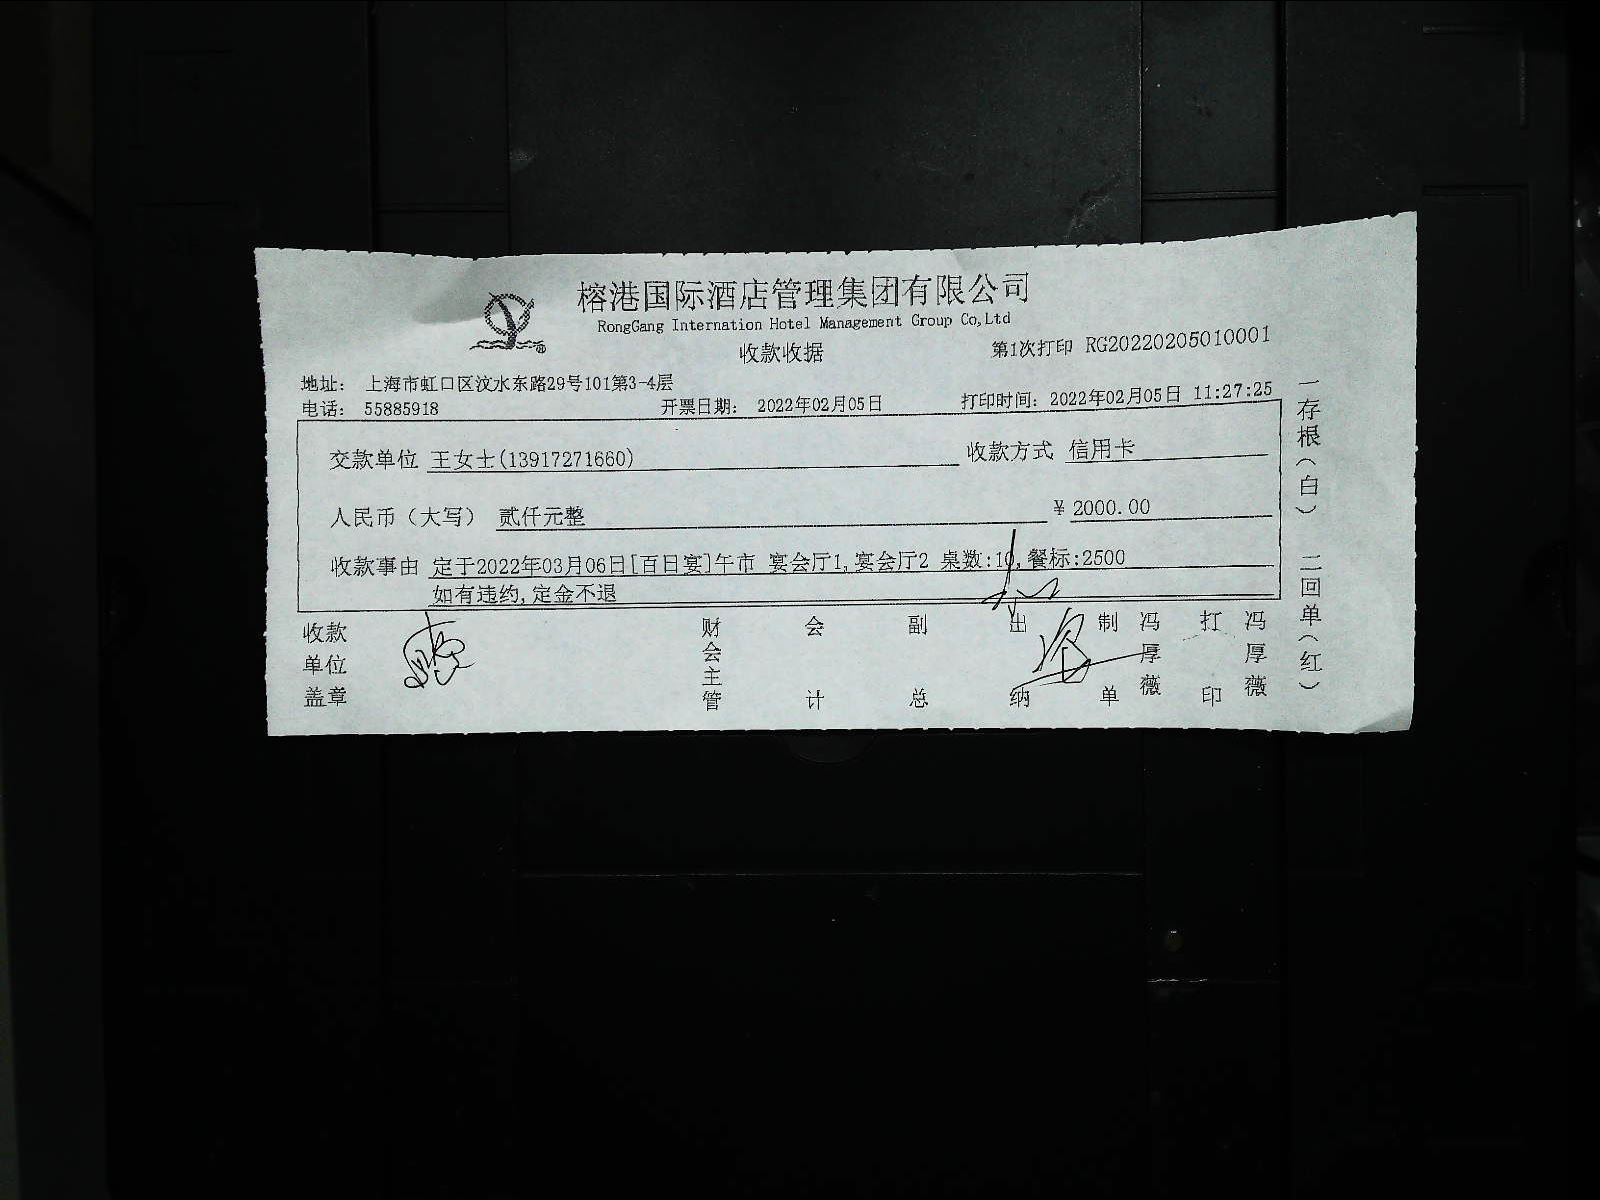 榕港国际酒店管理集团有限公司
RongGang Internation Hotel Management Group Co,Ltd
收款收据
第1次打印 RG20220205010001
地址： 上海市虹口区汶水东路29号101第3-4层
电话： 55885918 开票日期： 2022年02月05日 打印时间：2022年02月05日 11:27:25
交款单位 王女士(13917271660) 收款方式 信用卡
人民币（大写） 贰仟元整 ￥2000.00
收款事由 定于2022年03月06日[百日宴]午市 宴会厅1,宴会厅2 桌数:10,餐标:2500
如有违约,定金不退
收款单位盖章 财会主管 会计 副总 出纳 制单 冯厚薇 打印 冯厚薇
一存根（白） 二回单（红）